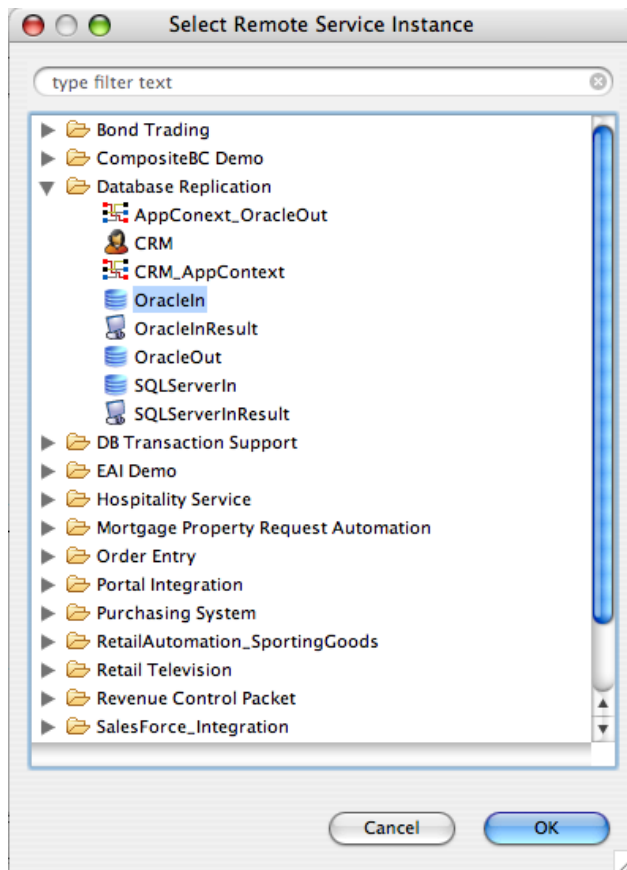 Select Remote Service Instance
type filter text
Bond Trading
CompositeBC Demo
Database Replication
AppConext_OracleOut
CRM
CRM_AppContext
OracleIn
OracleInResult
OracleOut
SQLServerIn
SQLServerInResult
DB Transaction Support
EAI Demo
Hospitality Service
Mortgage Property Request Automation
Order Entry
Portal Integration
Purchasing System
RetailAutomation_SportingGoods
Retail Television
Revenue Control Packet
SalesForce_Integration
Cancel OK